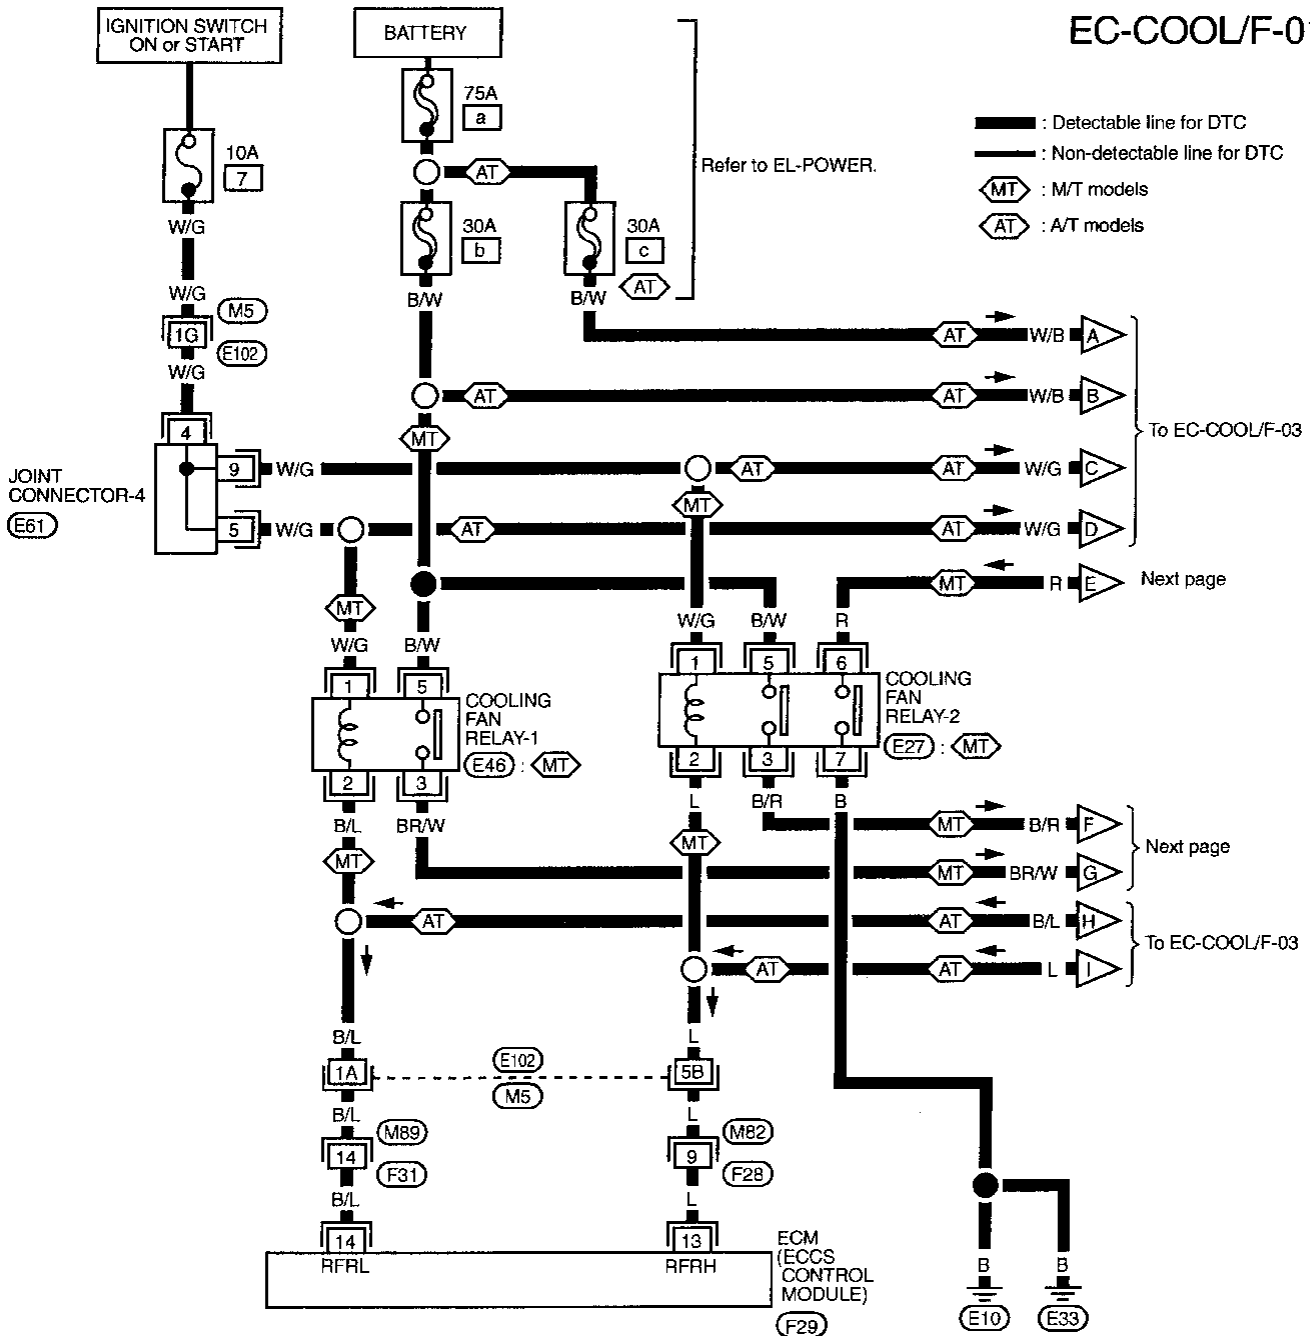 EC-COOL/F-01
IGNITION SWITCH
ON or START
BATTERY
75A
a
10A
7
AT
Refer to EL-POWER.
: Detectable line for DTC
: Non-detectable line for DTC
MT : M/T models
AT : A/T models
W/G
30A
b
30A
c
AT
B/W
B/W
W/G
M5
1G
E102
W/G
AT W/B A
AT AT W/B B
To EC-COOL/F-03
MT
4
JOINT
CONNECTOR-4
E61
9 W/G AT AT W/G C
MT
5 W/G AT AT W/G D
MT R E Next page
MT
W/G B/W
W/G B/W R
1 5
COOLING
FAN
RELAY-1
E46 : MT
2 3
1 5 6
COOLING
FAN
RELAY-2
E27 : MT
2 3 7
B/L BR/W
L B/R B
MT
MT
MT B/R F
MT BR/W G
Next page
AT AT B/L H
AT AT L I
To EC-COOL/F-03
B/L L
1A E102 5B
M5
B/L L
M89 M82
14 9
F31 F28
B/L L
14 13
RFRL RFRH
ECM
(ECCS
CONTROL
MODULE)
F29
B B
E10 E33